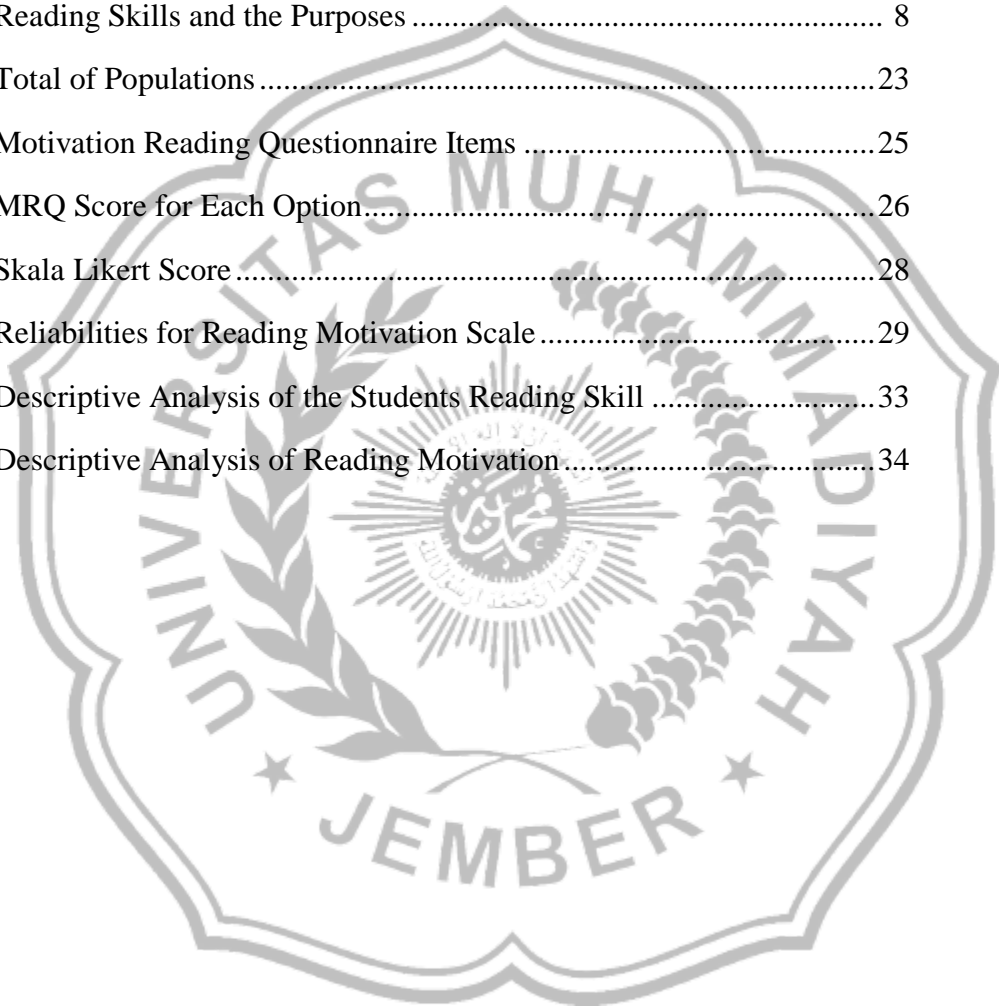 Reading Skills and the Purposes ........................................................... 8
Total of Populations ............................................................................. 23
Motivation Reading Questionnaire Items ............................................ 25
MRQ Score for Each Option ................................................................ 26
Skala Likert Score ................................................................................ 28
Reliabilities for Reading Motivation Scale .......................................... 29
Descriptive Analysis of the Students Reading Skill ............................ 33
Descriptive Analysis of Reading Motivation ....................................... 34
UNIVERSITAS MUHAMMADIYAH
JEMBER